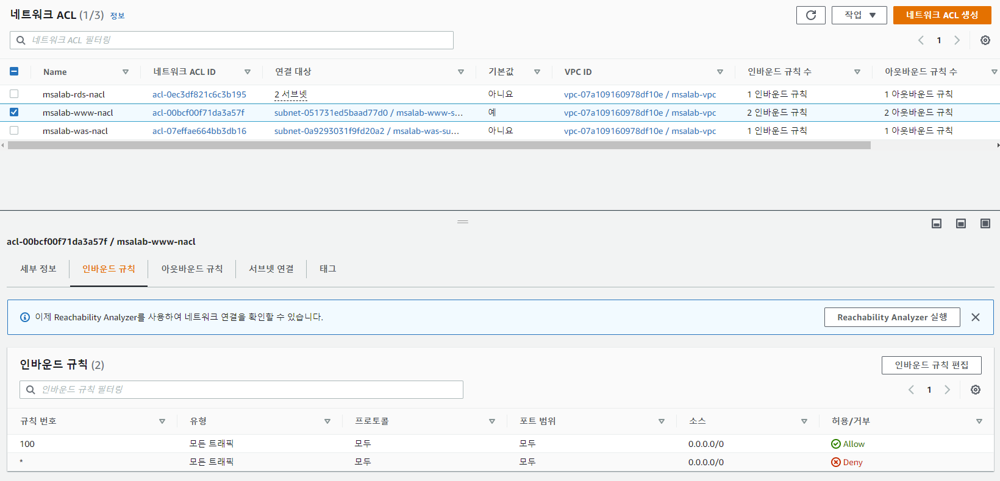 네트워크 ACL (1/3) 정보
작업 네트워크 ACL 생성
네트워크 ACL 필터링
1
Name 네트워크 ACL ID 연결 대상 기본값 VPC ID 인바운드 규칙 수 아웃바운드 규칙 수
msalab-rds-nacl acl-0ec3df821c6c3b195 2 서브넷 아니요 vpc-07a109160978df10e / msalab-vpc 1 인바운드 규칙 1 아웃바운드 규칙
msalab-www-nacl acl-00bcf00f71da3a57f subnet-051731ed5baad77d0 / msalab-www-s... 예 vpc-07a109160978df10e / msalab-vpc 2 인바운드 규칙 2 아웃바운드 규칙
msalab-was-nacl acl-07effae664bb3db16 subnet-0a9293031f9fd20a2 / msalab-was-su... 아니요 vpc-07a109160978df10e / msalab-vpc 1 인바운드 규칙 1 아웃바운드 규칙
acl-00bcf00f71da3a57f / msalab-www-nacl
세부 정보 인바운드 규칙 아웃바운드 규칙 서브넷 연결 태그
이제 Reachability Analyzer를 사용하여 네트워크 연결을 확인할 수 있습니다. Reachability Analyzer 실행
인바운드 규칙 (2) 인바운드 규칙 편집
인바운드 규칙 필터링 1
규칙 번호 유형 프로토콜 포트 범위 소스 허용/거부
100 모든 트래픽 모두 모두 0.0.0.0/0 Allow
* 모든 트래픽 모두 모두 0.0.0.0/0 Deny